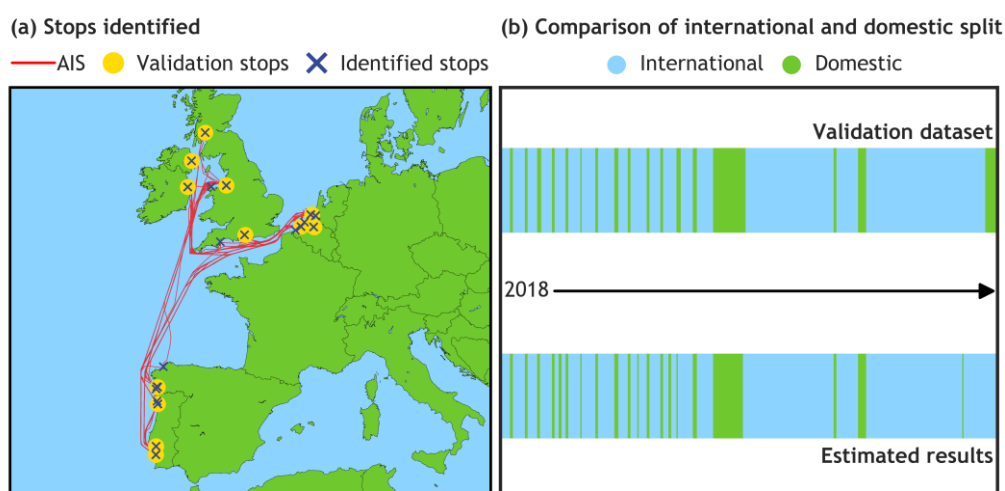 (a) Stops identified
AIS Validation stops Identified stops
(b) Comparison of international and domestic split
International Domestic
Validation dataset
2018
Estimated results